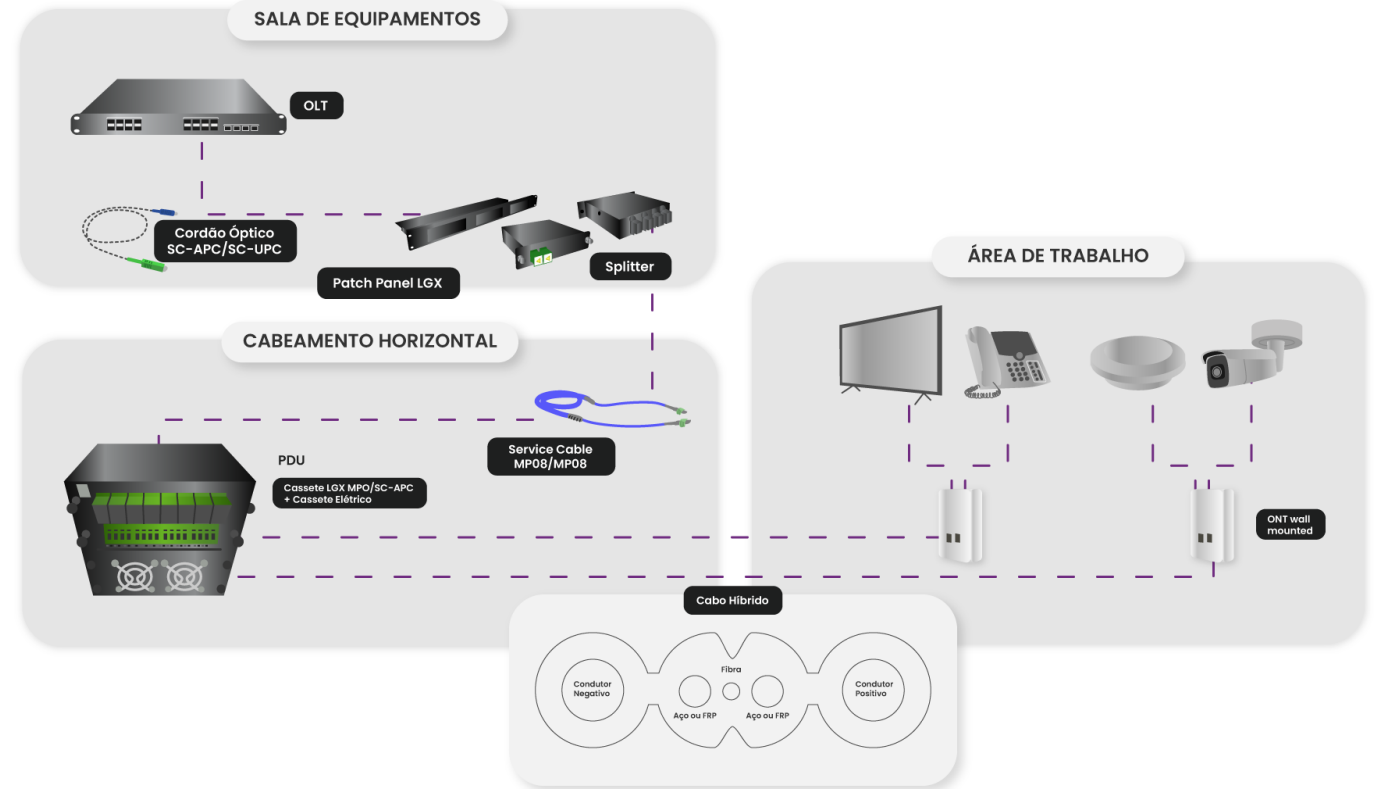 SALA DE EQUIPAMENTOS
OLT
Cordão Óptico
SC-APC/SC-UPC
Patch Panel LGX
Splitter
CABEAMENTO HORIZONTAL
Service Cable
MP08/MP08
PDU
Cassete LGX MPO/SC-APC
+ Cassete Elétrico
ÁREA DE TRABALHO
ONT wall
mounted
Cabo Híbrido
Condutor
Negativo
Fibra
Aço ou FRP
Aço ou FRP
Condutor
Positivo